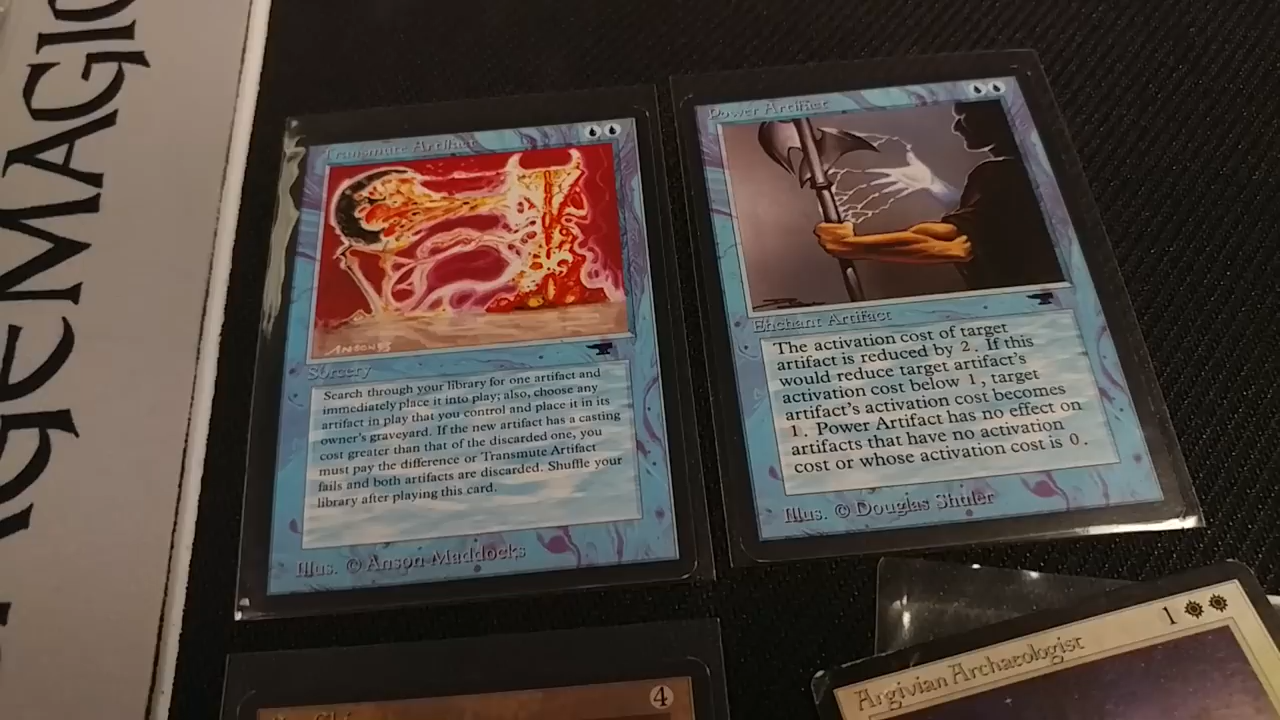 Transmute Artifact
ANSON 93
Sorcery
Search through your library for one artifact and
immediately place it into play; also, choose any
artifact in play that you control and place it in its
owner's graveyard. If the new artifact has a casting
cost greater than that of the discarded one, you
must pay the difference or Transmute Artifact
fails and both artifacts are discarded. Shuffle your
library after playing this card.
Illus. © Anson Maddocks
Power Artifact
Enchant Artifact
The activation cost of target
artifact is reduced by 2. If this
would reduce target artifact's
activation cost below 1, target
artifact's activation cost becomes
1. Power Artifact has no effect on
artifacts that have no activation
cost or whose activation cost is 0.
Illus. © Douglas Shuler
4
Argivian Archaeologist
1